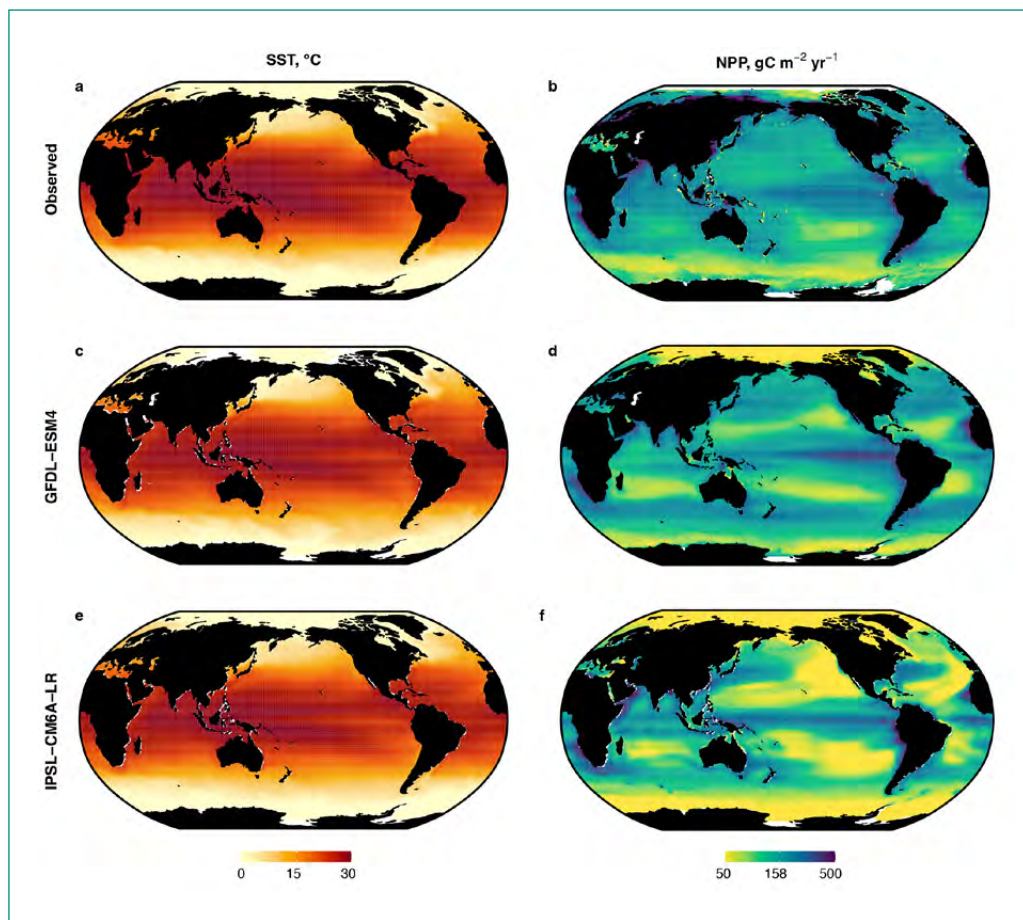 SST, °C
NPP, gC m⁻² yr⁻¹
a
b
Observed
c
d
GFDL−ESM4
e
f
IPSL−CM6A−LR
0 15 30
50 158 500